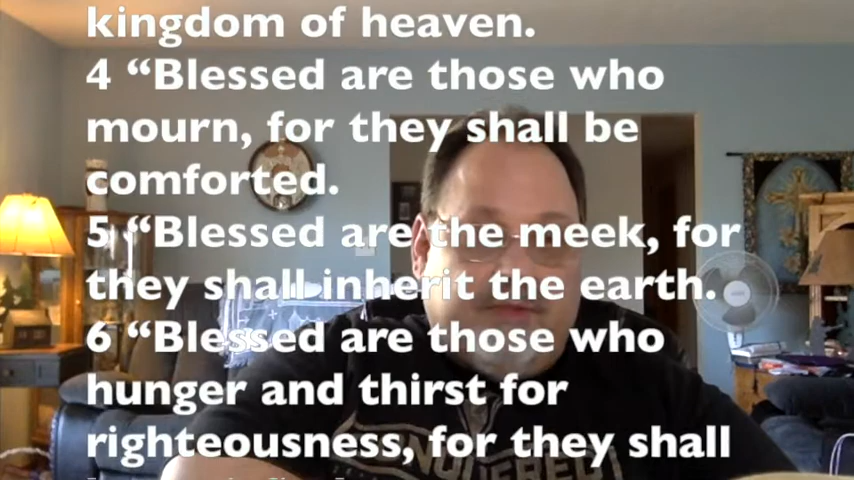 kingdom of heaven.
4 “Blessed are those who
mourn, for they shall be
comforted.
5 “Blessed are the meek, for
they shall inherit the earth.
6 “Blessed are those who
hunger and thirst for
righteousness, for they shall